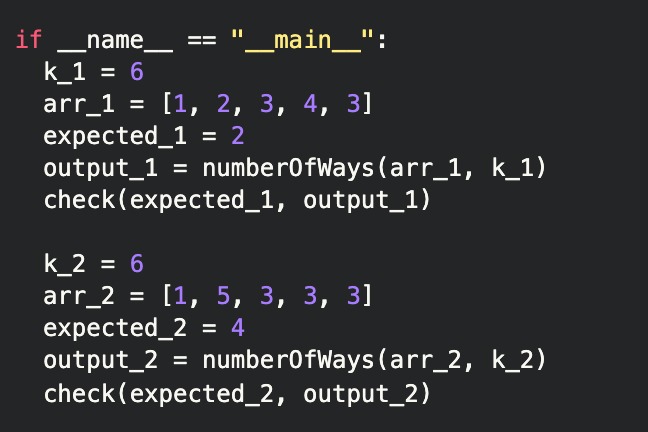 if __name__ == "__main__":
  k_1 = 6
  arr_1 = [1, 2, 3, 4, 3]
  expected_1 = 2
  output_1 = numberOfWays(arr_1, k_1)
  check(expected_1, output_1)

  k_2 = 6
  arr_2 = [1, 5, 3, 3, 3]
  expected_2 = 4
  output_2 = numberOfWays(arr_2, k_2)
  check(expected_2, output_2)